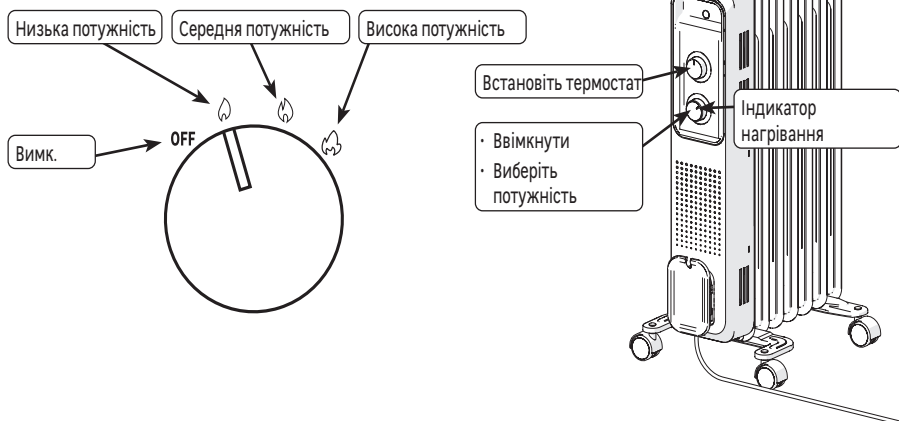 Низька потужність
Середня потужність
Висока потужність
Вимк.
OFF
Встановіть термостат
· Ввімкнути
· Виберіть
потужність
Індикатор
нагрівання